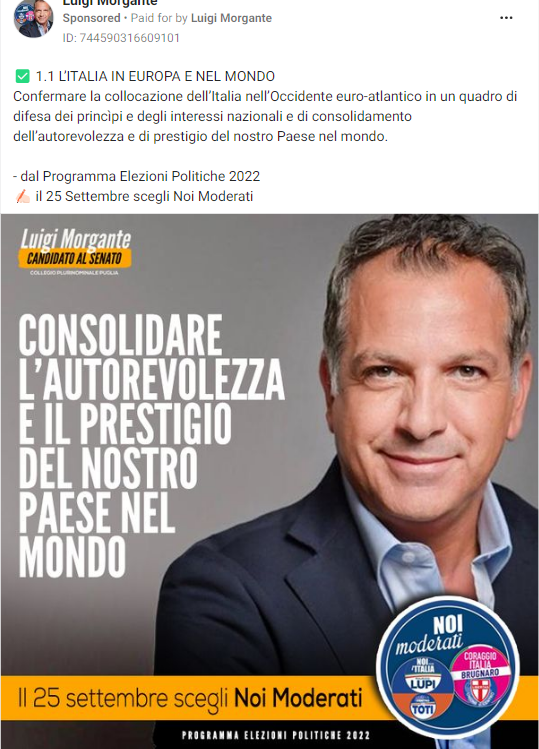 Luigi Morgante
Sponsored • Paid for by Luigi Morgante
ID: 744590316609101
✅ 1.1 L'ITALIA IN EUROPA E NEL MONDO
Confermare la collocazione dell'Italia nell'Occidente euro-atlantico in un quadro di
difesa dei princìpi e degli interessi nazionali e di consolidamento
dell'autorevolezza e di prestigio del nostro Paese nel mondo.
- dal Programma Elezioni Politiche 2022
✍🏻 il 25 Settembre scegli Noi Moderati
Luigi Morgante
CANDIDATO AL SENATO
COLLEGIO PLURINOMINALE PUGLIA
CONSOLIDARE
L'AUTOREVOLEZZA
E IL PRESTIGIO
DEL NOSTRO
PAESE NEL
MONDO
NOI
moderati
NOI...
L'ITALIA
LUPI
CORAGGIO
ITALIA
BRUGNARO
TOTI
Il 25 settembre scegli Noi Moderati
PROGRAMMA ELEZIONI POLITICHE 2022